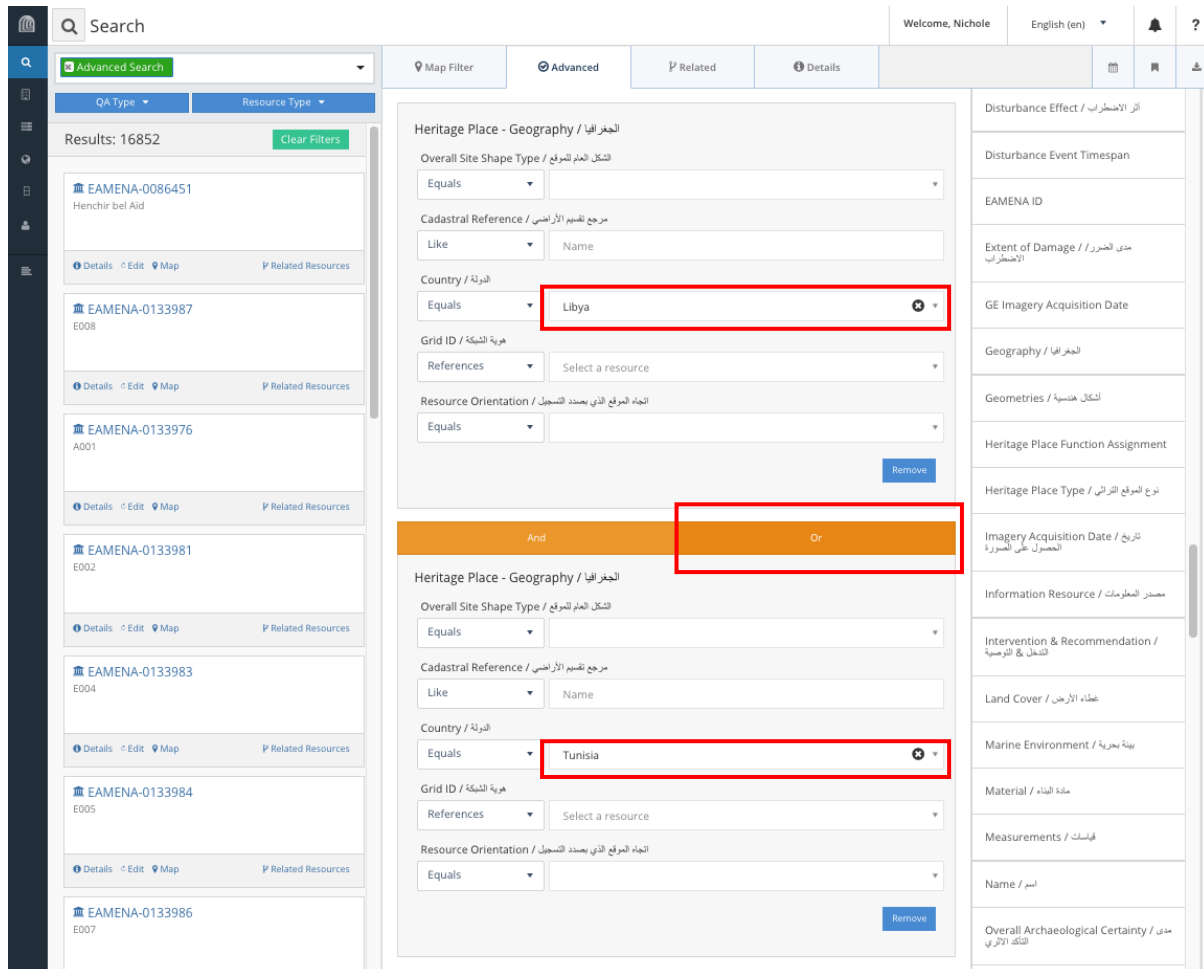 Search
Welcome, Nichole
English (en)
?
Advanced Search
Map Filter
Advanced
Related
Details
QA Type
Resource Type
Results: 16852
Clear Filters
EAMENA-0086451
Henchir bel Aïd
Details Edit Map Related Resources
EAMENA-0133987
E008
Details Edit Map Related Resources
EAMENA-0133976
A001
Details Edit Map Related Resources
EAMENA-0133981
E002
Details Edit Map Related Resources
EAMENA-0133983
E004
Details Edit Map Related Resources
EAMENA-0133984
E005
Details Edit Map Related Resources
EAMENA-0133986
E007
Heritage Place - Geography / الجغرافيا
Overall Site Shape Type / الشكل العام للموقع
Equals
Cadastral Reference / مرجع تقسيم الأراضي
Like
Name
Country / الدولة
Equals
Libya
Grid ID / هوية الشبكة
References
Select a resource
Resource Orientation / اتجاه الموقع الذي بصدد التسجيل
Equals
Remove
And
Or
Heritage Place - Geography / الجغرافيا
Overall Site Shape Type / الشكل العام للموقع
Equals
Cadastral Reference / مرجع تقسيم الأراضي
Like
Name
Country / الدولة
Equals
Tunisia
Grid ID / هوية الشبكة
References
Select a resource
Resource Orientation / اتجاه الموقع الذي بصدد التسجيل
Equals
Remove
Disturbance Effect / أثر الاضطراب
Disturbance Event Timespan
EAMENA ID
Extent of Damage / مدى الضرر/
الاضطراب
GE Imagery Acquisition Date
Geography / الجغرافيا
Geometries / أشكال هندسية
Heritage Place Function Assignment
Heritage Place Type / نوع الموقع التراثي
Imagery Acquisition Date / تاريخ
الحصول على الصورة
Information Resource / مصدر المعلومات
Intervention & Recommendation /
التدخل & التوصية
Land Cover / غطاء الأرض
Marine Environment / بيئة بحرية
Material / مادة البناء
Measurements / قياسات
Name / اسم
Overall Archaeological Certainty / مدى
التأكد الاثري